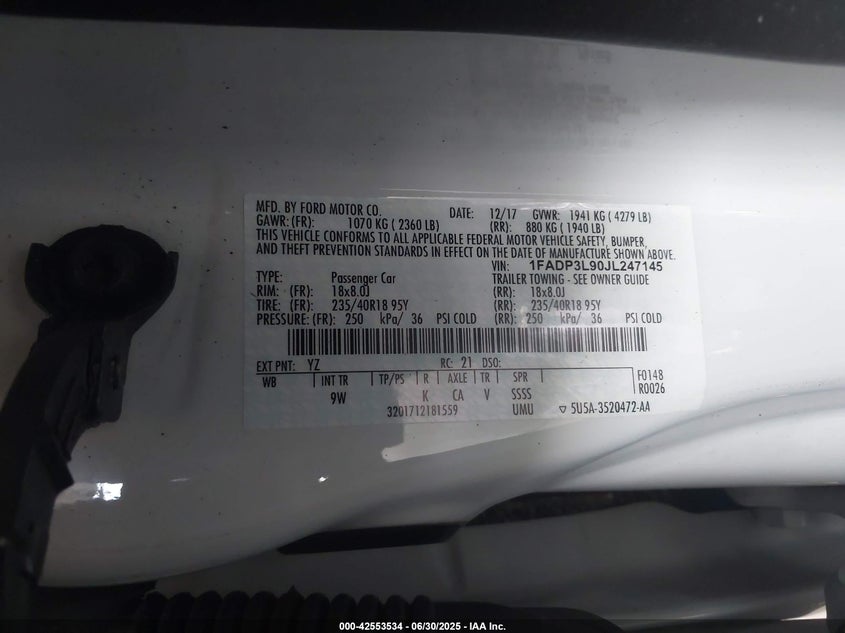 MFD. BY FORD MOTOR CO. DATE: 12/17 GVWR: 1941 KG ( 4279 LB)
GAWR: (FR): 1070 KG ( 2360 LB) (RR): 880 KG ( 1940 LB)
THIS VEHICLE CONFORMS TO ALL APPLICABLE FEDERAL MOTOR VEHICLE SAFETY, BUMPER,
AND THEFT PREVENTION STANDARDS IN EFFECT ON THE DATE OF MANUFACTURE SHOWN ABOVE.
VIN: 1FADP3L90JL247145
TYPE: Passenger Car TRAILER TOWING - SEE OWNER GUIDE
RIM: (FR): 18x8.0J (RR): 18x8.0J
TIRE: (FR): 235/40R18 95Y (RR): 235/40R18 95Y
PRESSURE: (FR): 250 kPa/ 36 PSI COLD (RR): 250 kPa/ 36 PSI COLD
EXT PNT: YZ RC: 21 DSO:
WB INT TR TP/PS R AXLE TR SPR F0148
9W K CA V SSSS R0026
3201712181559 UMU ▽ 5U5A-3520472-AA
000-42553534 - 06/30/2025 - IAA Inc.